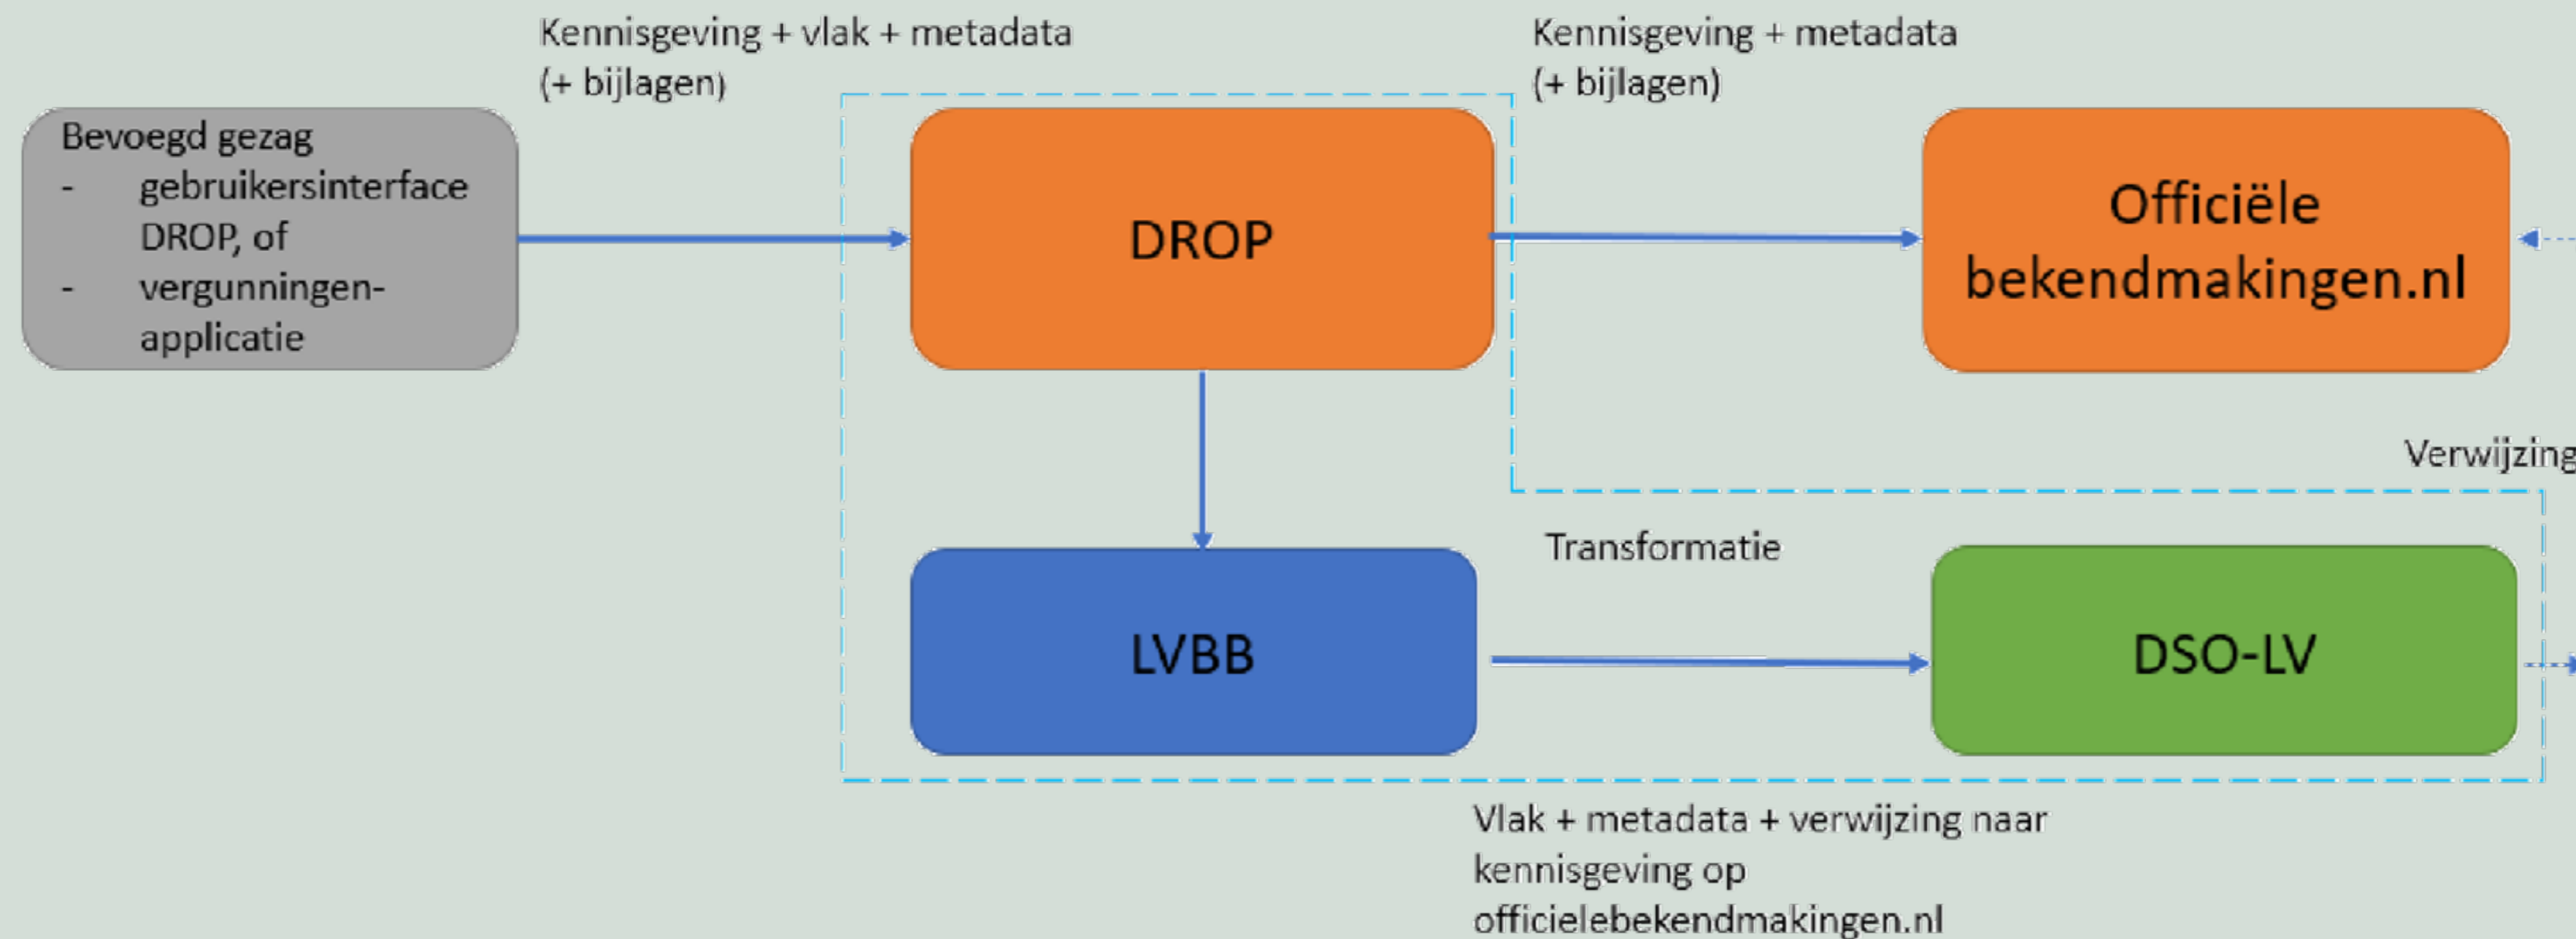 Kennisgeving + vlak + metadata
(+ bijlagen)
Kennisgeving + metadata
(+ bijlagen)
Bevoegd gezag
- gebruikersinterface
DROP, of
- vergunningen-
applicatie
DROP
Officiële
bekendmakingen.nl
Verwijzing
Transformatie
LVBB
DSO-LV
Vlak + metadata + verwijzing naar
kennisgeving op
officielebekendmakingen.nl